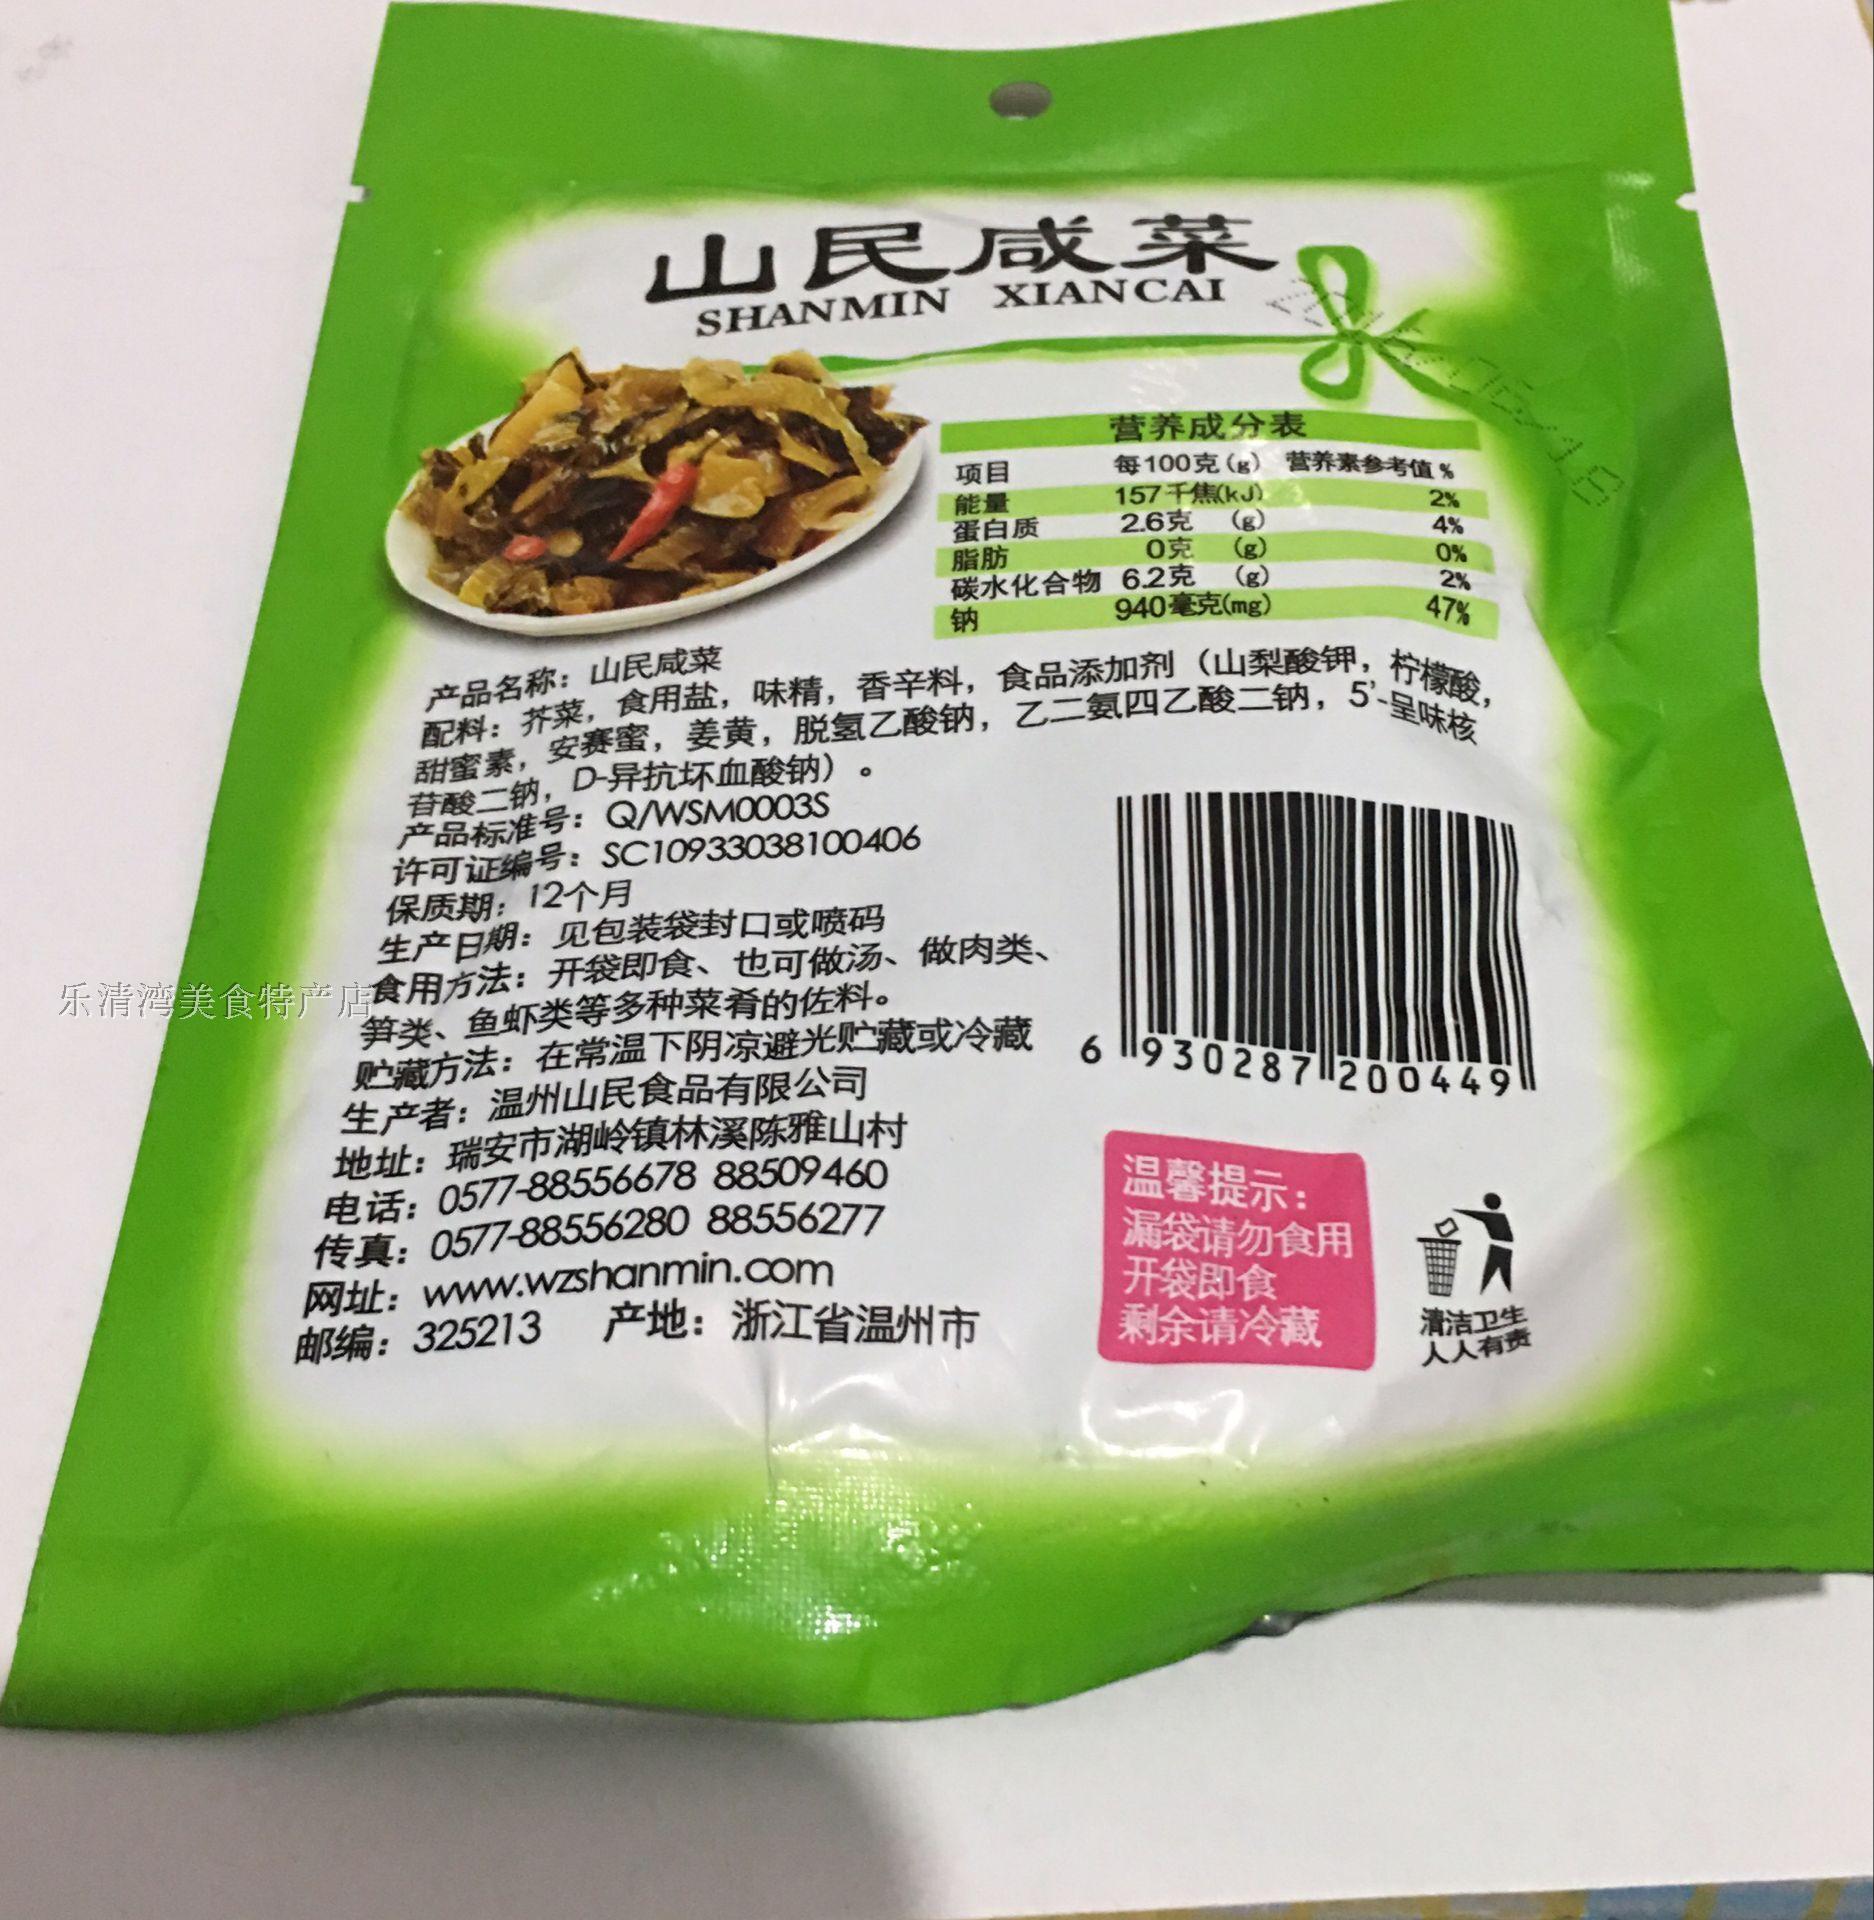 山民咸菜
SHANMIN XIANCAI
营养成分表
项目 每100克(g) 营养素参考值%
能量 157千焦(kJ) 2%
蛋白质 2.6克 (g) 4%
脂肪 0克 (g) 0%
碳水化合物 6.2克 (g) 2%
钠 940毫克(mg) 47%
产品名称：山民咸菜
配料：芥菜，食用盐，味精，香辛料，食品添加剂（山梨酸钾，柠檬酸，
甜蜜素，安赛蜜，姜黄，脱氢乙酸钠，乙二氨四乙酸二钠，5’-呈味核
苷酸二钠，D-异抗坏血酸钠）。
产品标准号：Q/WSM0003S
许可证编号：SC10933038100406
保质期：12个月
生产日期：见包装袋封口或喷码
食用方法：开袋即食、也可做汤、做肉类、
笋类、鱼虾类等多种菜肴的佐料。
贮藏方法：在常温下阴凉避光贮藏或冷藏
生产者：温州山民食品有限公司
地址：瑞安市湖岭镇林溪陈雅山村
电话：0577-88556678 88509460
传真：0577-88556280 88556277
网址：www.wzshanmin.com
邮编：325213 产地：浙江省温州市
6 930287 200449
温馨提示：
漏袋请勿食用
开袋即食
剩余请冷藏
清洁卫生
人人有责
乐清湾美食特产店